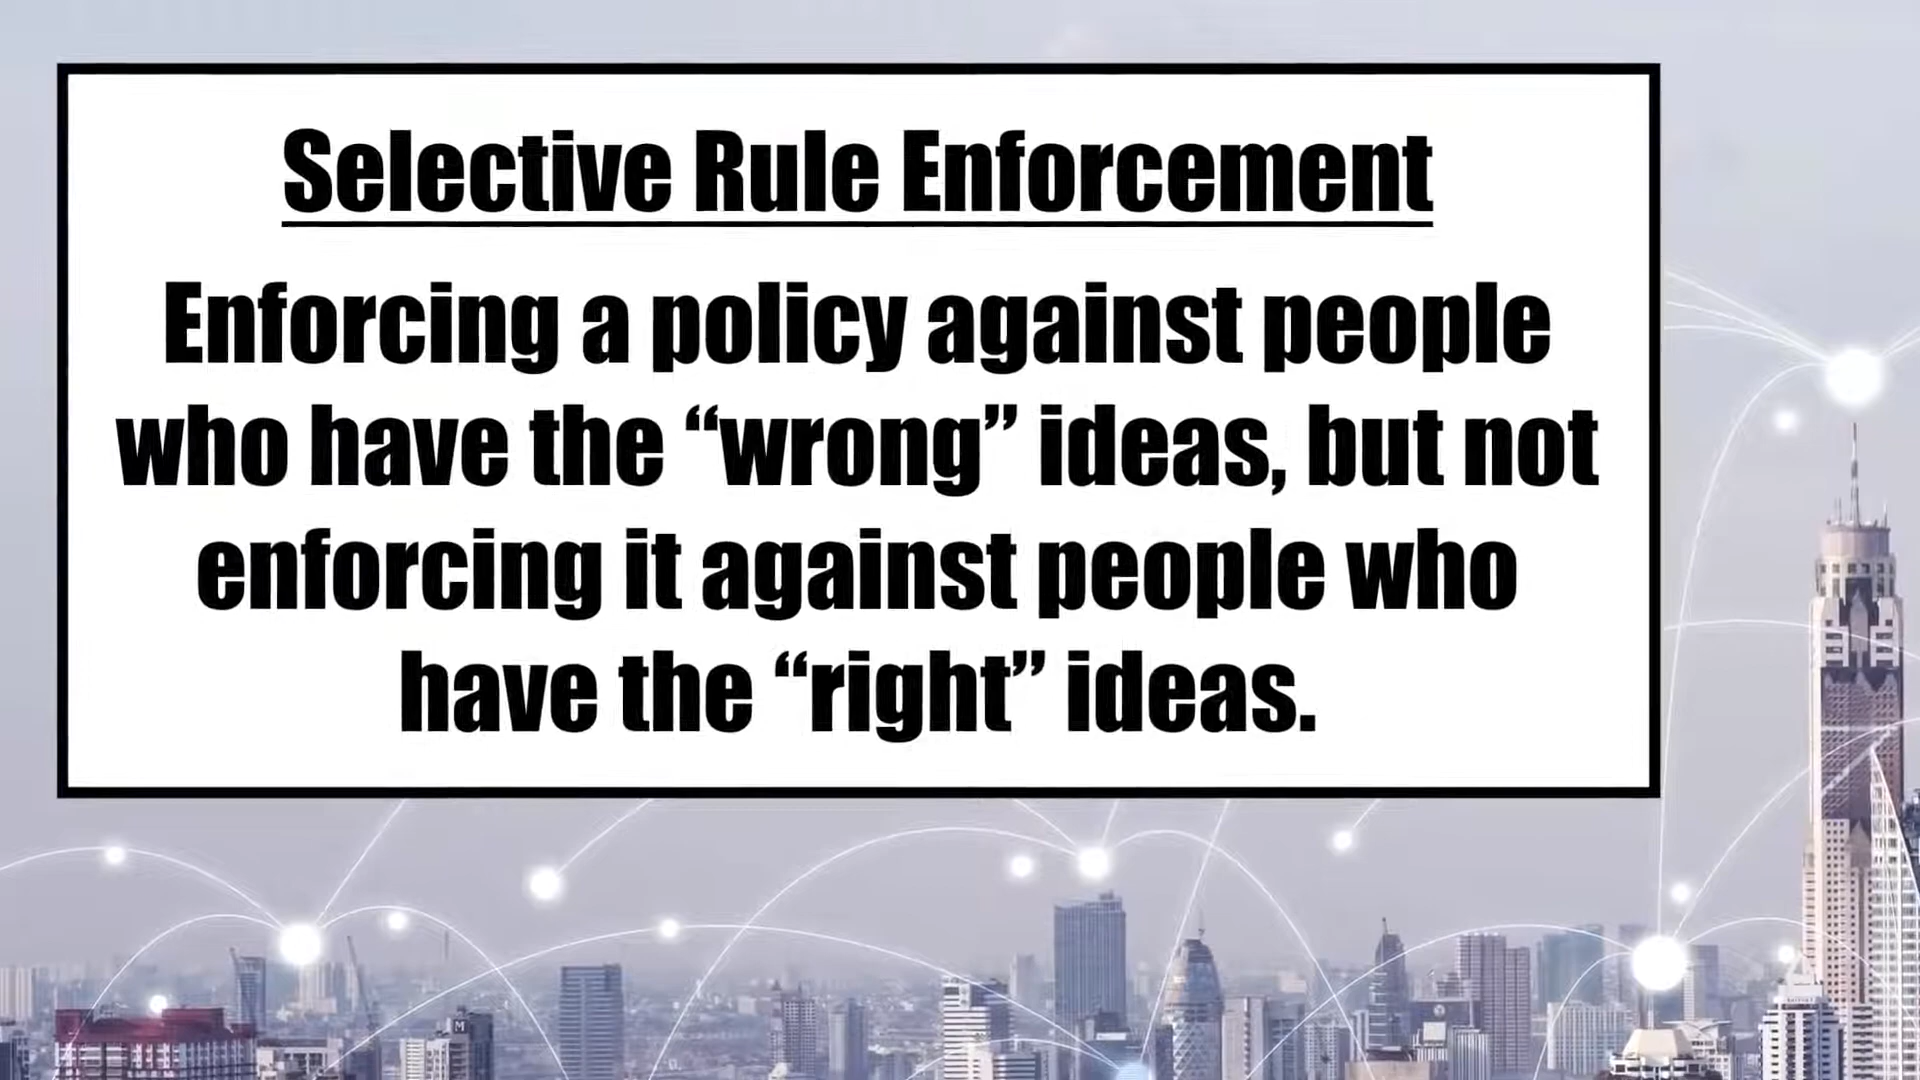 Selective Rule Enforcement
Enforcing a policy against people
who have the “wrong” ideas, but not
enforcing it against people who
have the “right” ideas.
M